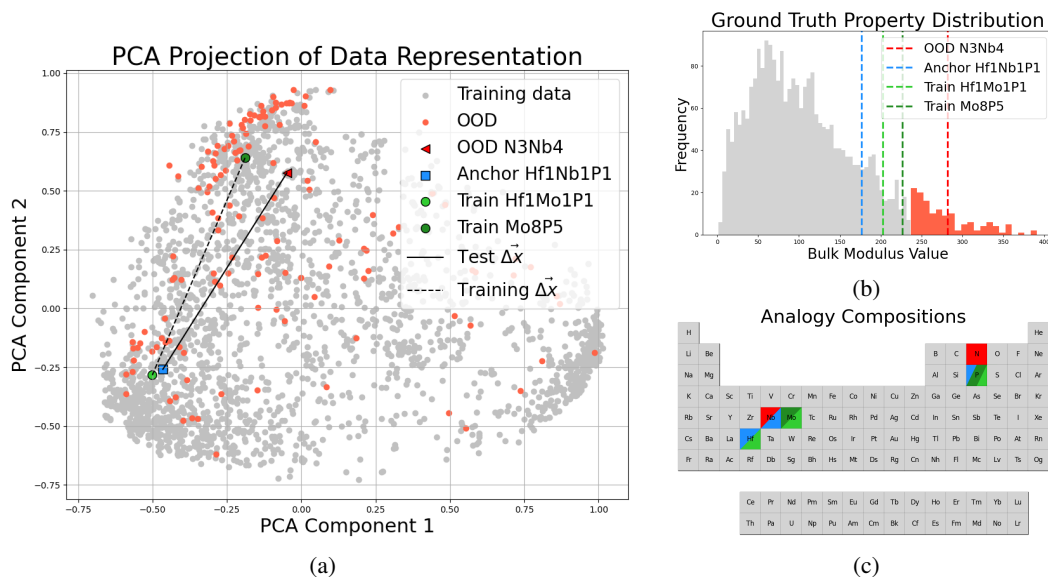 PCA Projection of Data Representation
1.00
0.75
0.50
0.25
0.00
−0.25
−0.50
−0.75
PCA Component 2
−0.75
−0.50
−0.25
0.00
0.25
0.50
0.75
1.00
PCA Component 1
Training data
OOD
OOD N3Nb4
Anchor Hf1Nb1P1
Train Hf1Mo1P1
Train Mo8P5
Test Δx⃗
Training Δx⃗
(a)
Ground Truth Property Distribution
80
60
40
20
0
Frequency
0 50 100 150 200 250 300 350 400
Bulk Modulus Value
OOD N3Nb4
Anchor Hf1Nb1P1
Train Hf1Mo1P1
Train Mo8P5
(b)
Analogy Compositions
H He
Li Be B C N O F Ne
Na Mg Al Si P S Cl Ar
K Ca Sc Ti V Cr Mn Fe Co Ni Cu Zn Ga Ge As Se Br Kr
Rb Sr Y Zr Nb Mo Tc Ru Rh Pd Ag Cd In Sn Sb Te I Xe
Cs Ba La Hf Ta W Re Os Ir Pt Au Hg Tl Pb Bi Po At Rn
Fr Ra Ac Rf Db Sg Bh Hs Mt Ds Rg Cn Nh Fl Mc Lv Ts Og
Ce Pr Nd Pm Sm Eu Gd Tb Dy Ho Er Tm Yb Lu
Th Pa U Np Pu Am Cm Bk Cf Es Fm Md No Lr
(c)